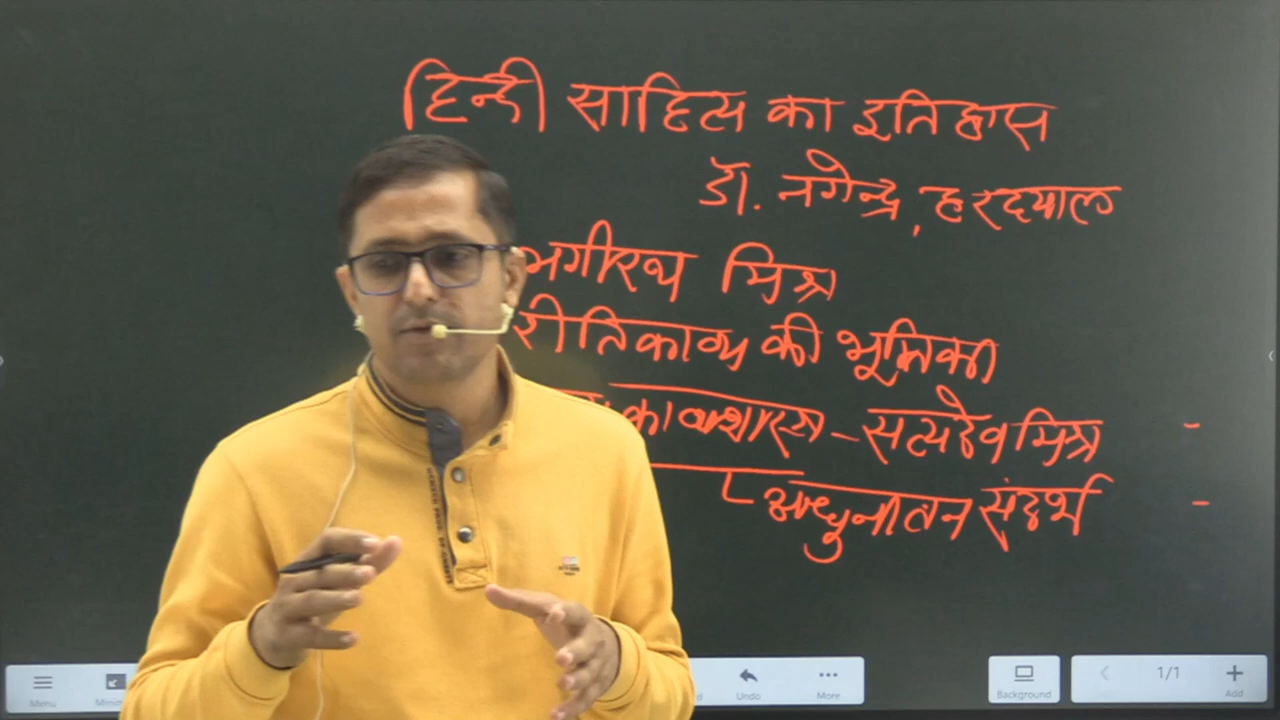 हिन्दी साहित्य का इतिहास
डॉ. नगेन्द्र, हरदयाल
भगीरथ मिश्र
रीतिकाव्य की भूमिका
काव्यशास्त्र - सत्यदेव मिश्र -
अधुनातन संदर्भ -
Menu
Undo
More
Background
1/1
Add